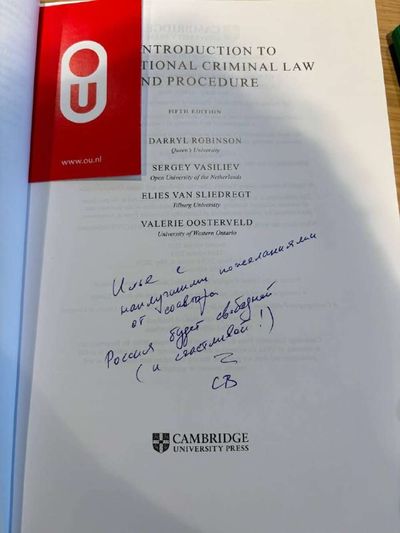 ou
www.ou.nl
NTRODUCTION TO
TIONAL CRIMINAL LAW
ND PROCEDURE
FIFTH EDITION
DARRYL ROBINSON
Queen's University
SERGEY VASILIEV
Open University of the Netherlands
ELIES VAN SLIEDREGT
Tilburg University
VALERIE OOSTERVELD
University of Western Ontario
Илье с
наилучшими пожеланиями
от соавтора
Россия будет свободной
(и счастливой!)
СВ
CAMBRIDGE
UNIVERSITY PRESS